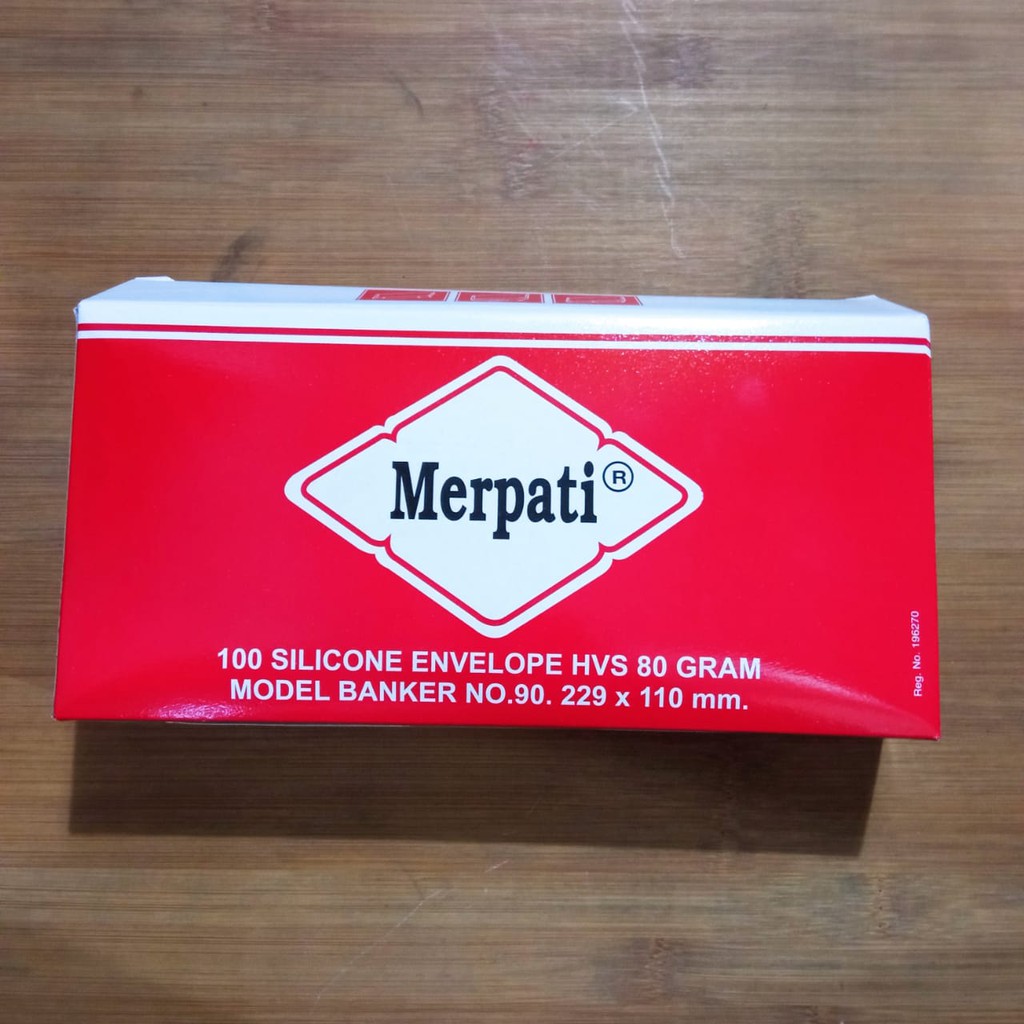 Merpati ®
100 SILICONE ENVELOPE HVS 80 GRAM
MODEL BANKER NO.90. 229 x 110 mm.
Reg. No. 196270